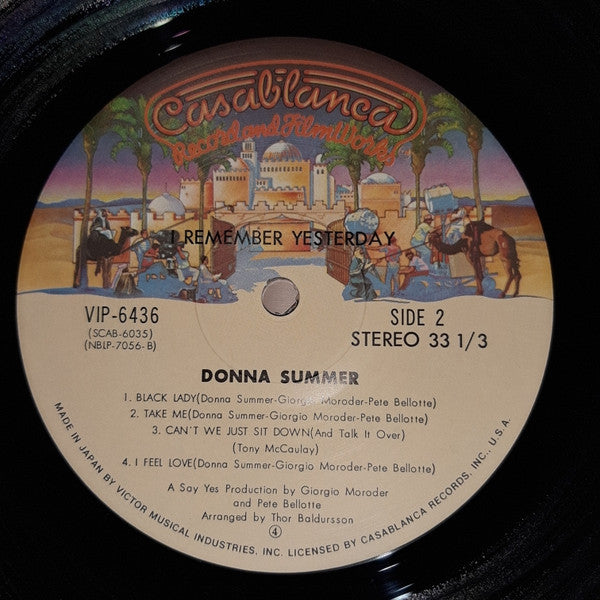 Casablanca
Record and FilmWorks
I REMEMBER YESTERDAY
VIP-6436
(SCAB-6035)
(NBLP-7056-B)
SIDE 2
STEREO 33 1/3
DONNA SUMMER
1. BLACK LADY(Donna Summer-Giorgio Moroder-Pete Bellotte)
2. TAKE ME(Donna Summer-Giorgio Moroder-Pete Bellotte)
3. CAN'T WE JUST SIT DOWN(And Talk It Over)
(Tony McCaulay)
4. I FEEL LOVE(Donna Summer-Giorgio Moroder-Pete Bellotte)
A Say Yes Production by Giorgio Moroder
and Pete Bellotte
Arranged by Thor Baldursson
④
MADE IN JAPAN BY VICTOR MUSICAL INDUSTRIES, INC. LICENSED BY CASABLANCA RECORDS, INC., U.S.A.